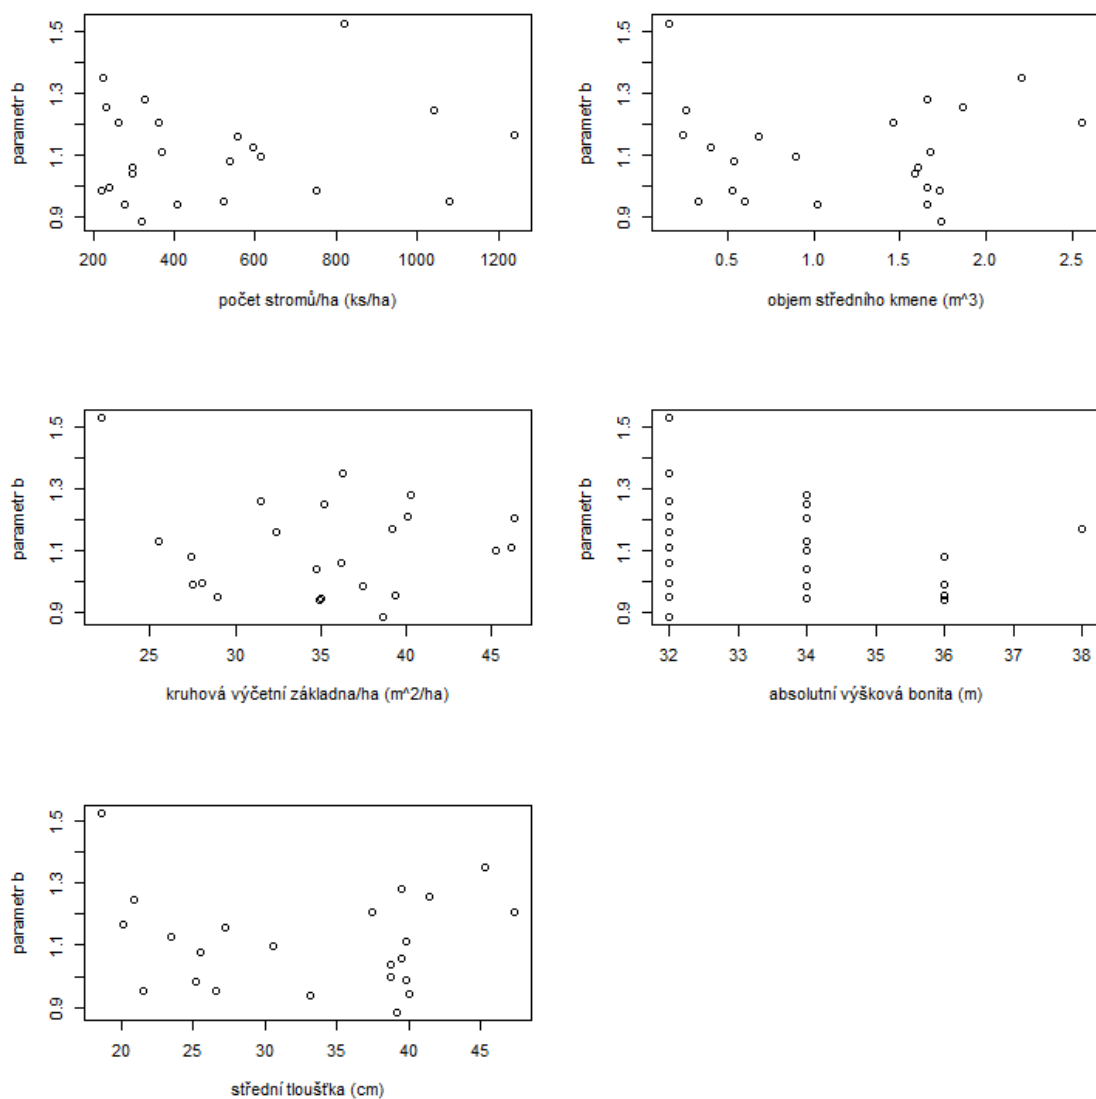 1.5
1.3
1.1
0.9
parametr b
200 400 600 800 1000 1200
počet stromů/ha (ks/ha)
1.5
1.3
1.1
0.9
parametr b
0.5 1.0 1.5 2.0 2.5
objem středního kmene (m^3)
1.5
1.3
1.1
0.9
parametr b
25 30 35 40 45
kruhová výčetní základna/ha (m^2/ha)
1.5
1.3
1.1
0.9
parametr b
32 33 34 35 36 37 38
absolutní výšková bonita (m)
1.5
1.3
1.1
0.9
parametr b
20 25 30 35 40 45
střední tloušťka (cm)